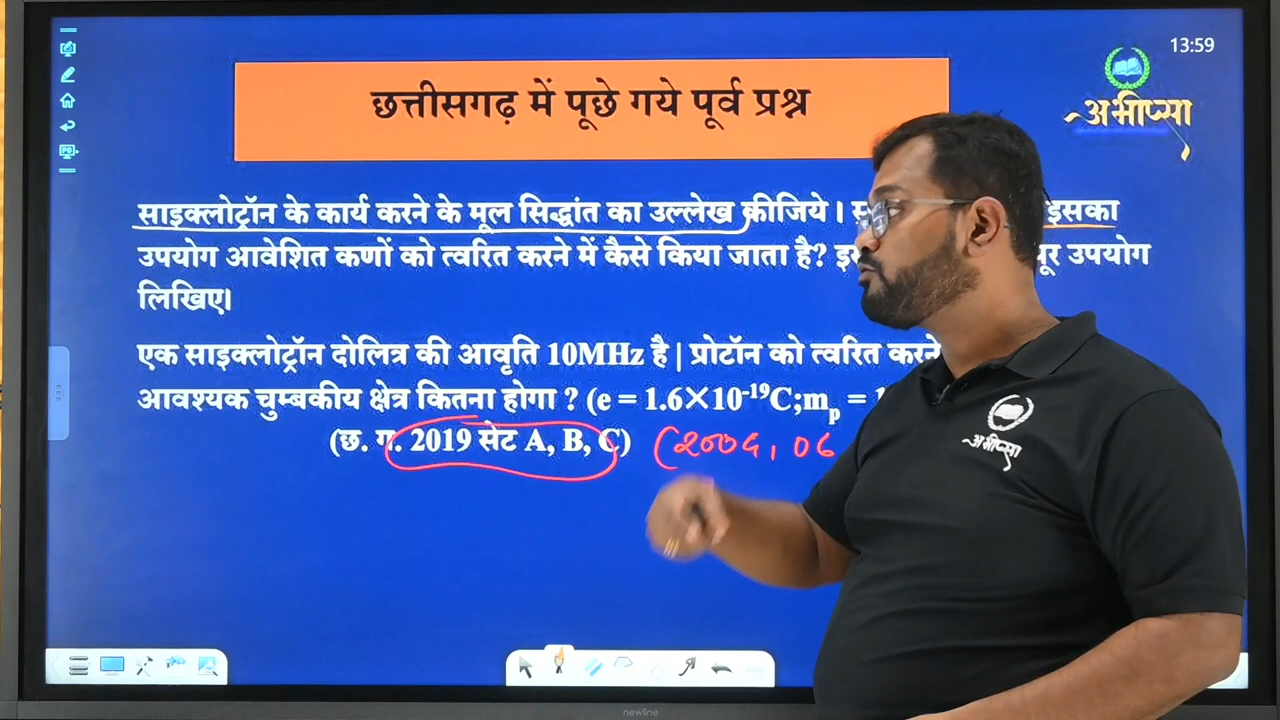 13:59
छत्तीसगढ़ में पूछे गये पूर्व प्रश्न
अभीप्सा
साइक्लोट्रॉन के कार्य करने के मूल सिद्धांत का उल्लेख कीजिये। इसका
उपयोग आवेशित कणों को त्वरित करने में कैसे किया जाता है? उपयोग
लिखिए।
एक साइक्लोट्रॉन दोलित्र की आवृति 10MHz है | प्रोटॉन को त्वरित करने
आवश्यक चुम्बकीय क्षेत्र कितना होगा ? (e = 1.6×10⁻¹⁹C;mₚ =
(छ. ग. 2019 सेट A, B, C) (2009, 06
अभीप्सा
newline